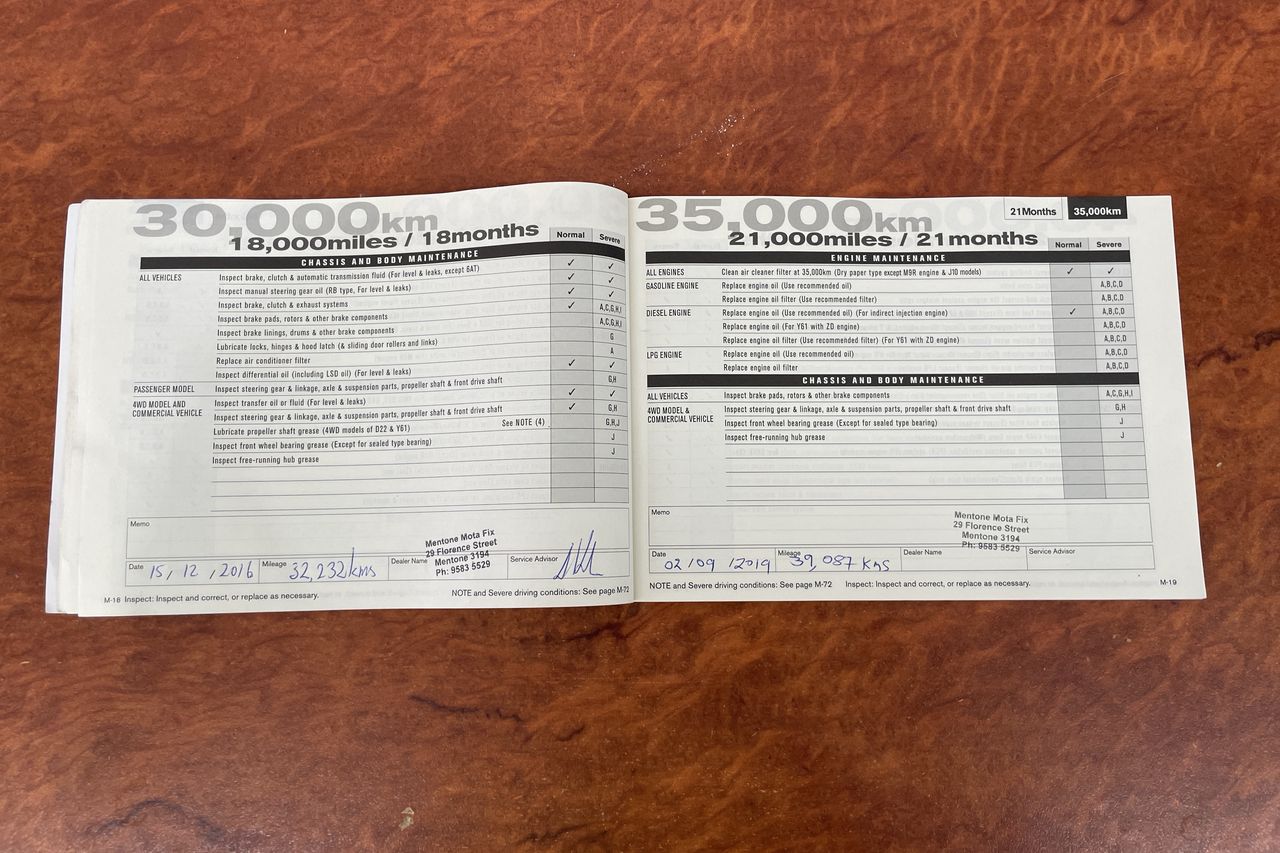 30,000km
18,000miles / 18months
Normal Severe
CHASSIS AND BODY MAINTENANCE
ALL VEHICLES Inspect brake, clutch & automatic transmission fluid (For level & leaks, except 6AT) ✓ ✓
Inspect manual steering gear oil (RB type, For level & leaks) ✓ ✓
Inspect brake, clutch & exhaust systems ✓ ✓
Inspect brake pads, rotors & other brake components ✓ A,C,G,H,I
Inspect brake linings, drums & other brake components A,C,G,H,I
Lubricate locks, hinges & hood latch (& sliding door rollers and links) G
Replace air conditioner filter A
Inspect differential oil (including LSD oil) (For level & leaks) ✓ ✓
PASSENGER MODEL Inspect steering gear & linkage, axle & suspension parts, propeller shaft & front drive shaft G,H
4WD MODEL AND COMMERCIAL VEHICLE Inspect transfer oil or fluid (For level & leaks) ✓ ✓
Inspect steering gear & linkage, axle & suspension parts, propeller shaft & front drive shaft ✓ G,H
Lubricate propeller shaft grease (4WD models of D22 & Y61) See NOTE (4) G,H,J
Inspect front wheel bearing grease (Except for sealed type bearing) J
Inspect free-running hub grease J
Memo
Mentone Mota Fix
29 Florence Street
Mentone 3194
Ph: 9583 5529
Date 15, 12, 2016 Mileage 32,232kms Dealer Name Service Advisor
M-18 Inspect: Inspect and correct, or replace as necessary. NOTE and Severe driving conditions: See page M-72
35,000km
21,000miles / 21months
21Months 35,000km
Normal Severe
ENGINE MAINTENANCE
ALL ENGINES Clean air cleaner filter at 35,000km (Dry paper type except M9R engine & J10 models) ✓ ✓
GASOLINE ENGINE Replace engine oil (Use recommended oil) A,B,C,D
Replace engine oil filter (Use recommended filter) A,B,C,D
DIESEL ENGINE Replace engine oil (Use recommended oil) (For indirect injection engine) ✓ A,B,C,D
Replace engine oil (For Y61 with ZD engine) A,B,C,D
Replace engine oil filter (Use recommended filter) (For Y61 with ZD engine) A,B,C,D
LPG ENGINE Replace engine oil (Use recommended oil) A,B,C,D
Replace engine oil filter A,B,C,D
CHASSIS AND BODY MAINTENANCE
ALL VEHICLES Inspect brake pads, rotors & other brake components A,C,G,H,I
4WD MODEL & COMMERCIAL VEHICLE Inspect steering gear & linkage, axle & suspension parts, propeller shaft & front drive shaft G,H
Inspect front wheel bearing grease (Except for sealed type bearing) J
Inspect free-running hub grease J
Memo
Mentone Mota Fix
29 Florence Street
Mentone 3194
Ph: 9583 5529
Date 02/09/2019 Mileage 39,087 kms Dealer Name Service Advisor
NOTE and Severe driving conditions: See page M-72 Inspect: Inspect and correct, or replace as necessary. M-19